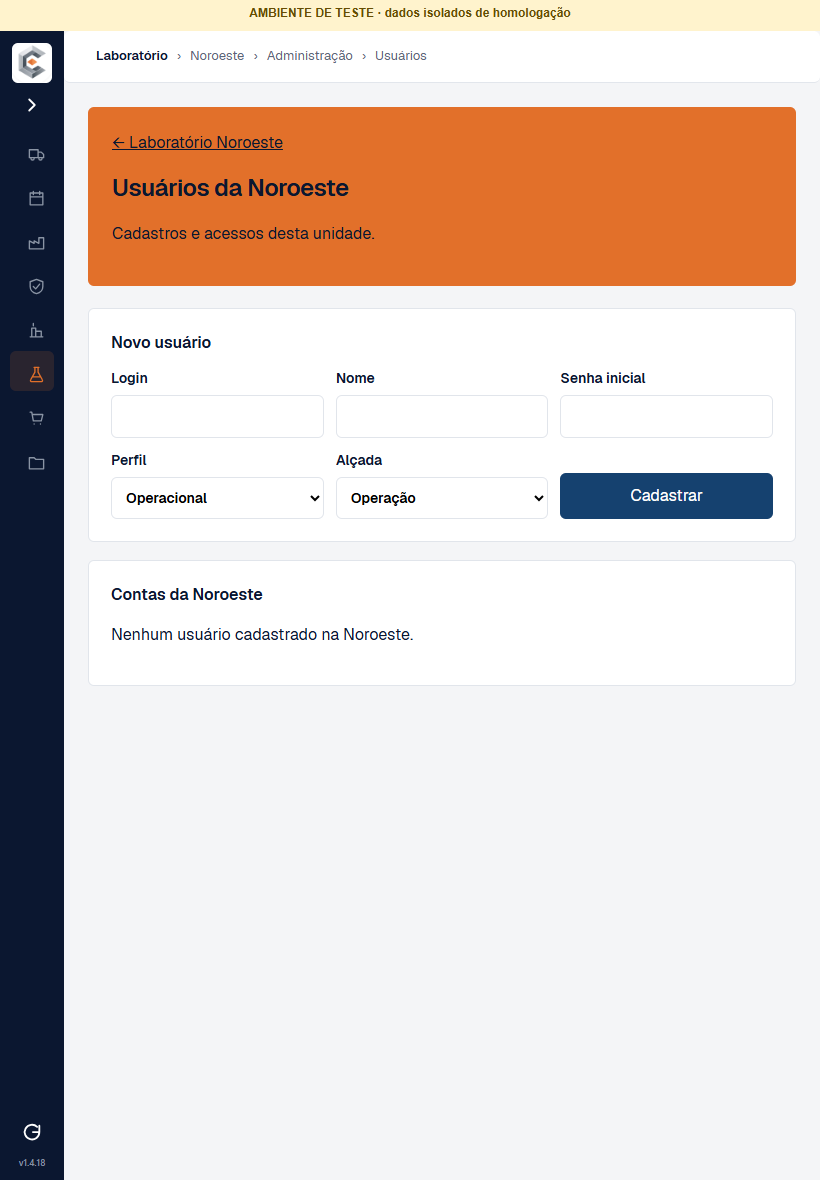 AMBIENTE DE TESTE · dados isolados de homologação
Laboratório › Noroeste › Administração › Usuários
← Laboratório Noroeste
Usuários da Noroeste
Cadastros e acessos desta unidade.
Novo usuário
Login Nome Senha inicial
Perfil Alçada
Operacional Operação Cadastrar
Contas da Noroeste
Nenhum usuário cadastrado na Noroeste.
v1.4.18